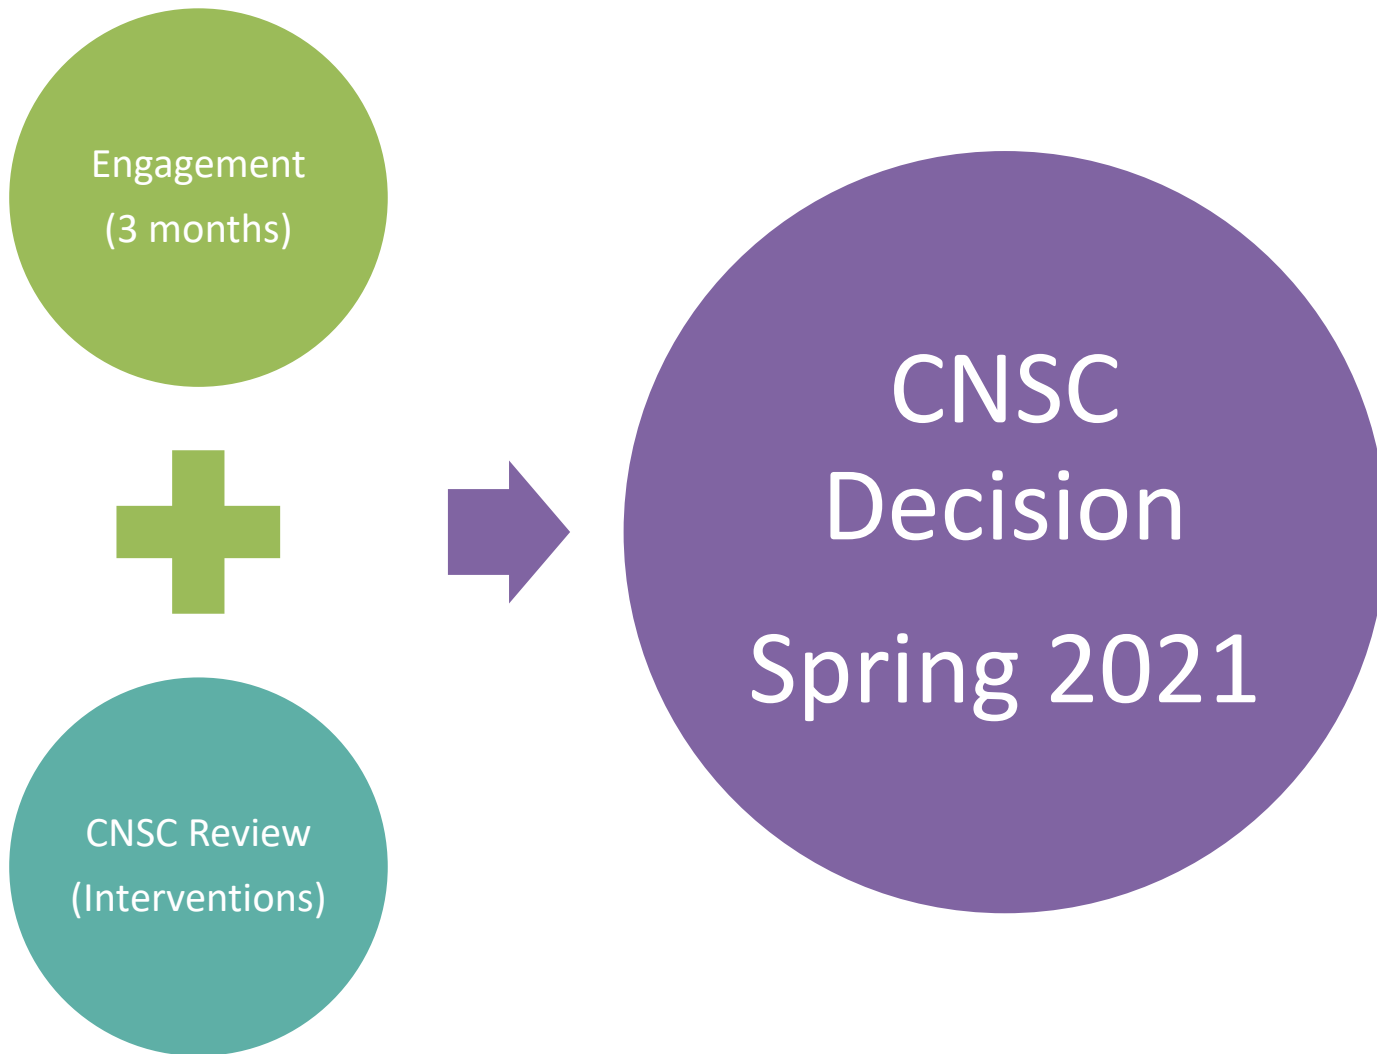 Engagement
(3 months)
CNSC Review
(Interventions)
CNSC
Decision
Spring 2021